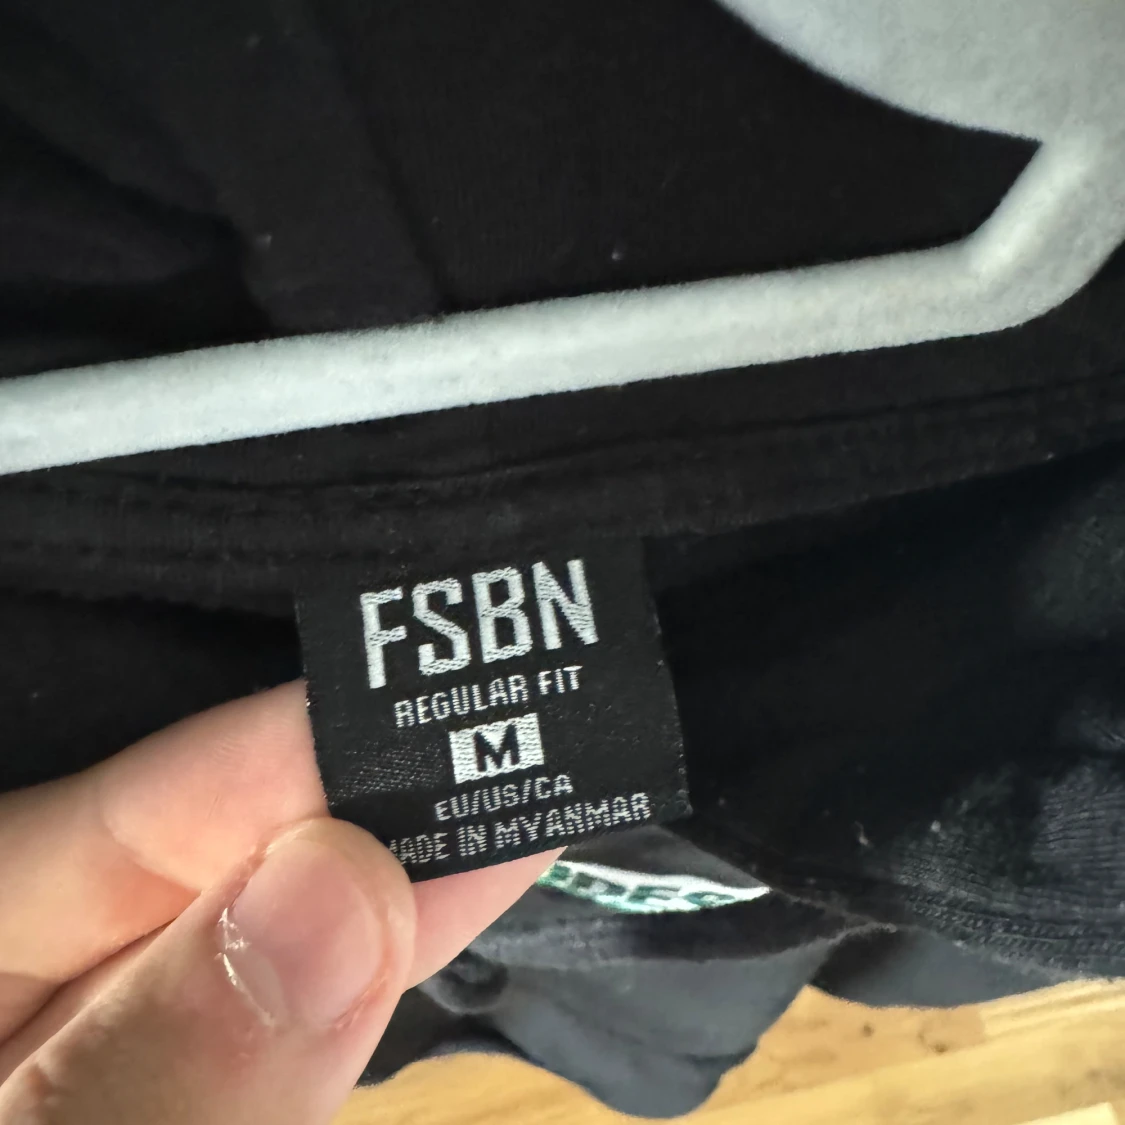 FSBN
REGULAR FIT
M
EU/US/CA
MADE IN MYANMAR